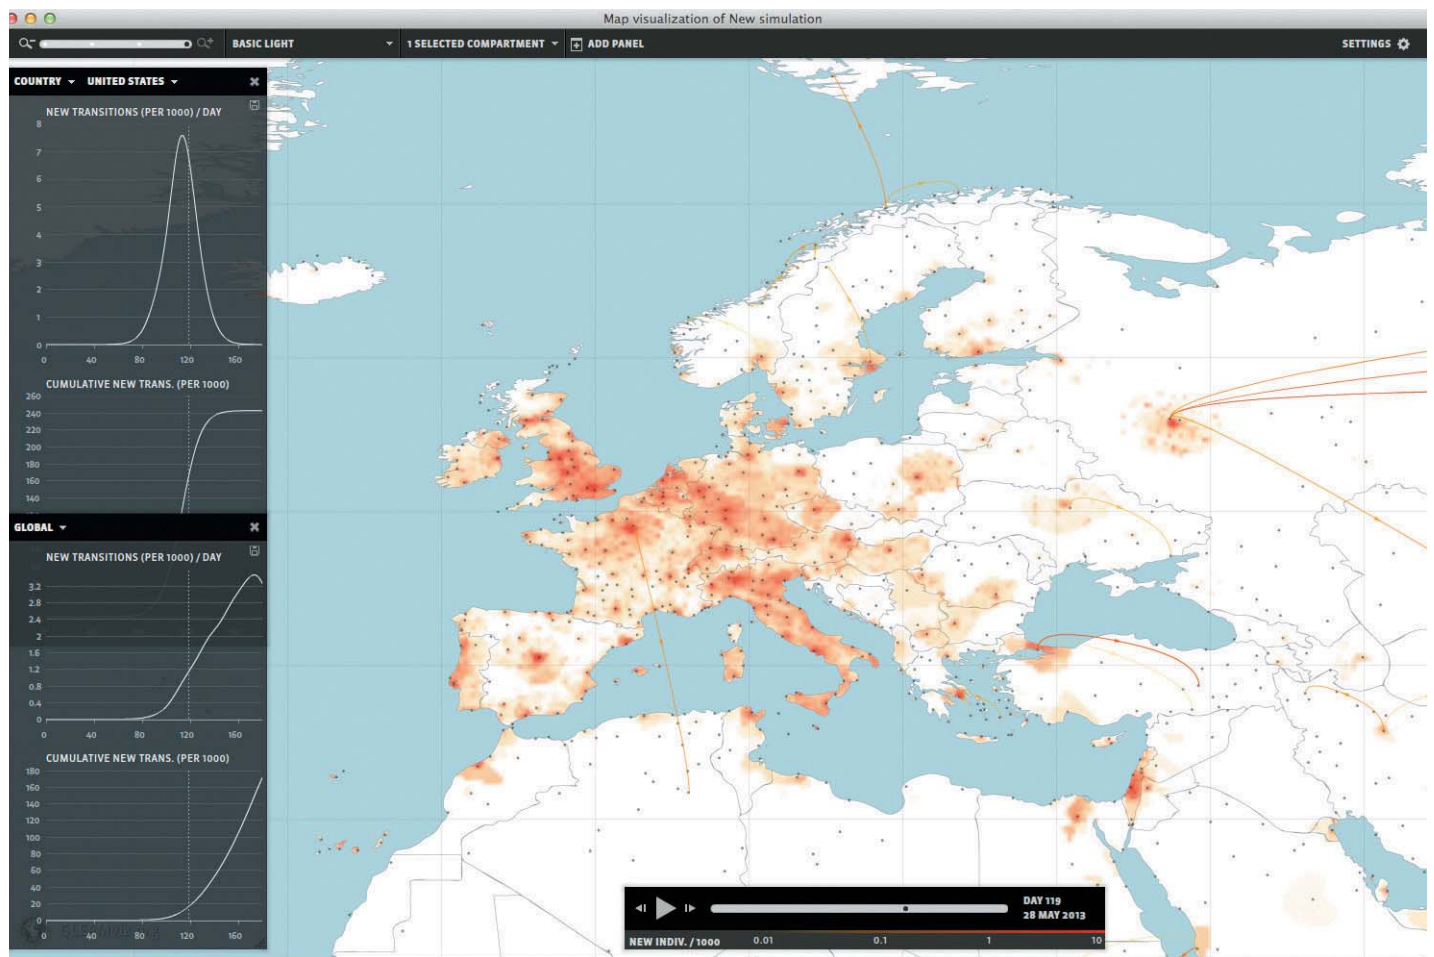 Map visualization of New simulation
BASIC LIGHT
1 SELECTED COMPARTMENT
ADD PANEL
SETTINGS
COUNTRY UNITED STATES
NEW TRANSITIONS (PER 1000) / DAY
8
7
6
5
4
3
2
1
0
0 40 80 120 160
CUMULATIVE NEW TRANS. (PER 1000)
260
240
220
200
180
160
140
GLOBAL
NEW TRANSITIONS (PER 1000) / DAY
3.2
2.8
2.4
2
1.6
1.2
0.8
0.4
0
0 40 80 120 160
CUMULATIVE NEW TRANS. (PER 1000)
180
160
140
120
100
80
60
40
20
0
0 40 80 120 160
DAY 119
28 MAY 2013
NEW INDIV. / 1000 0.01 0.1 1 10